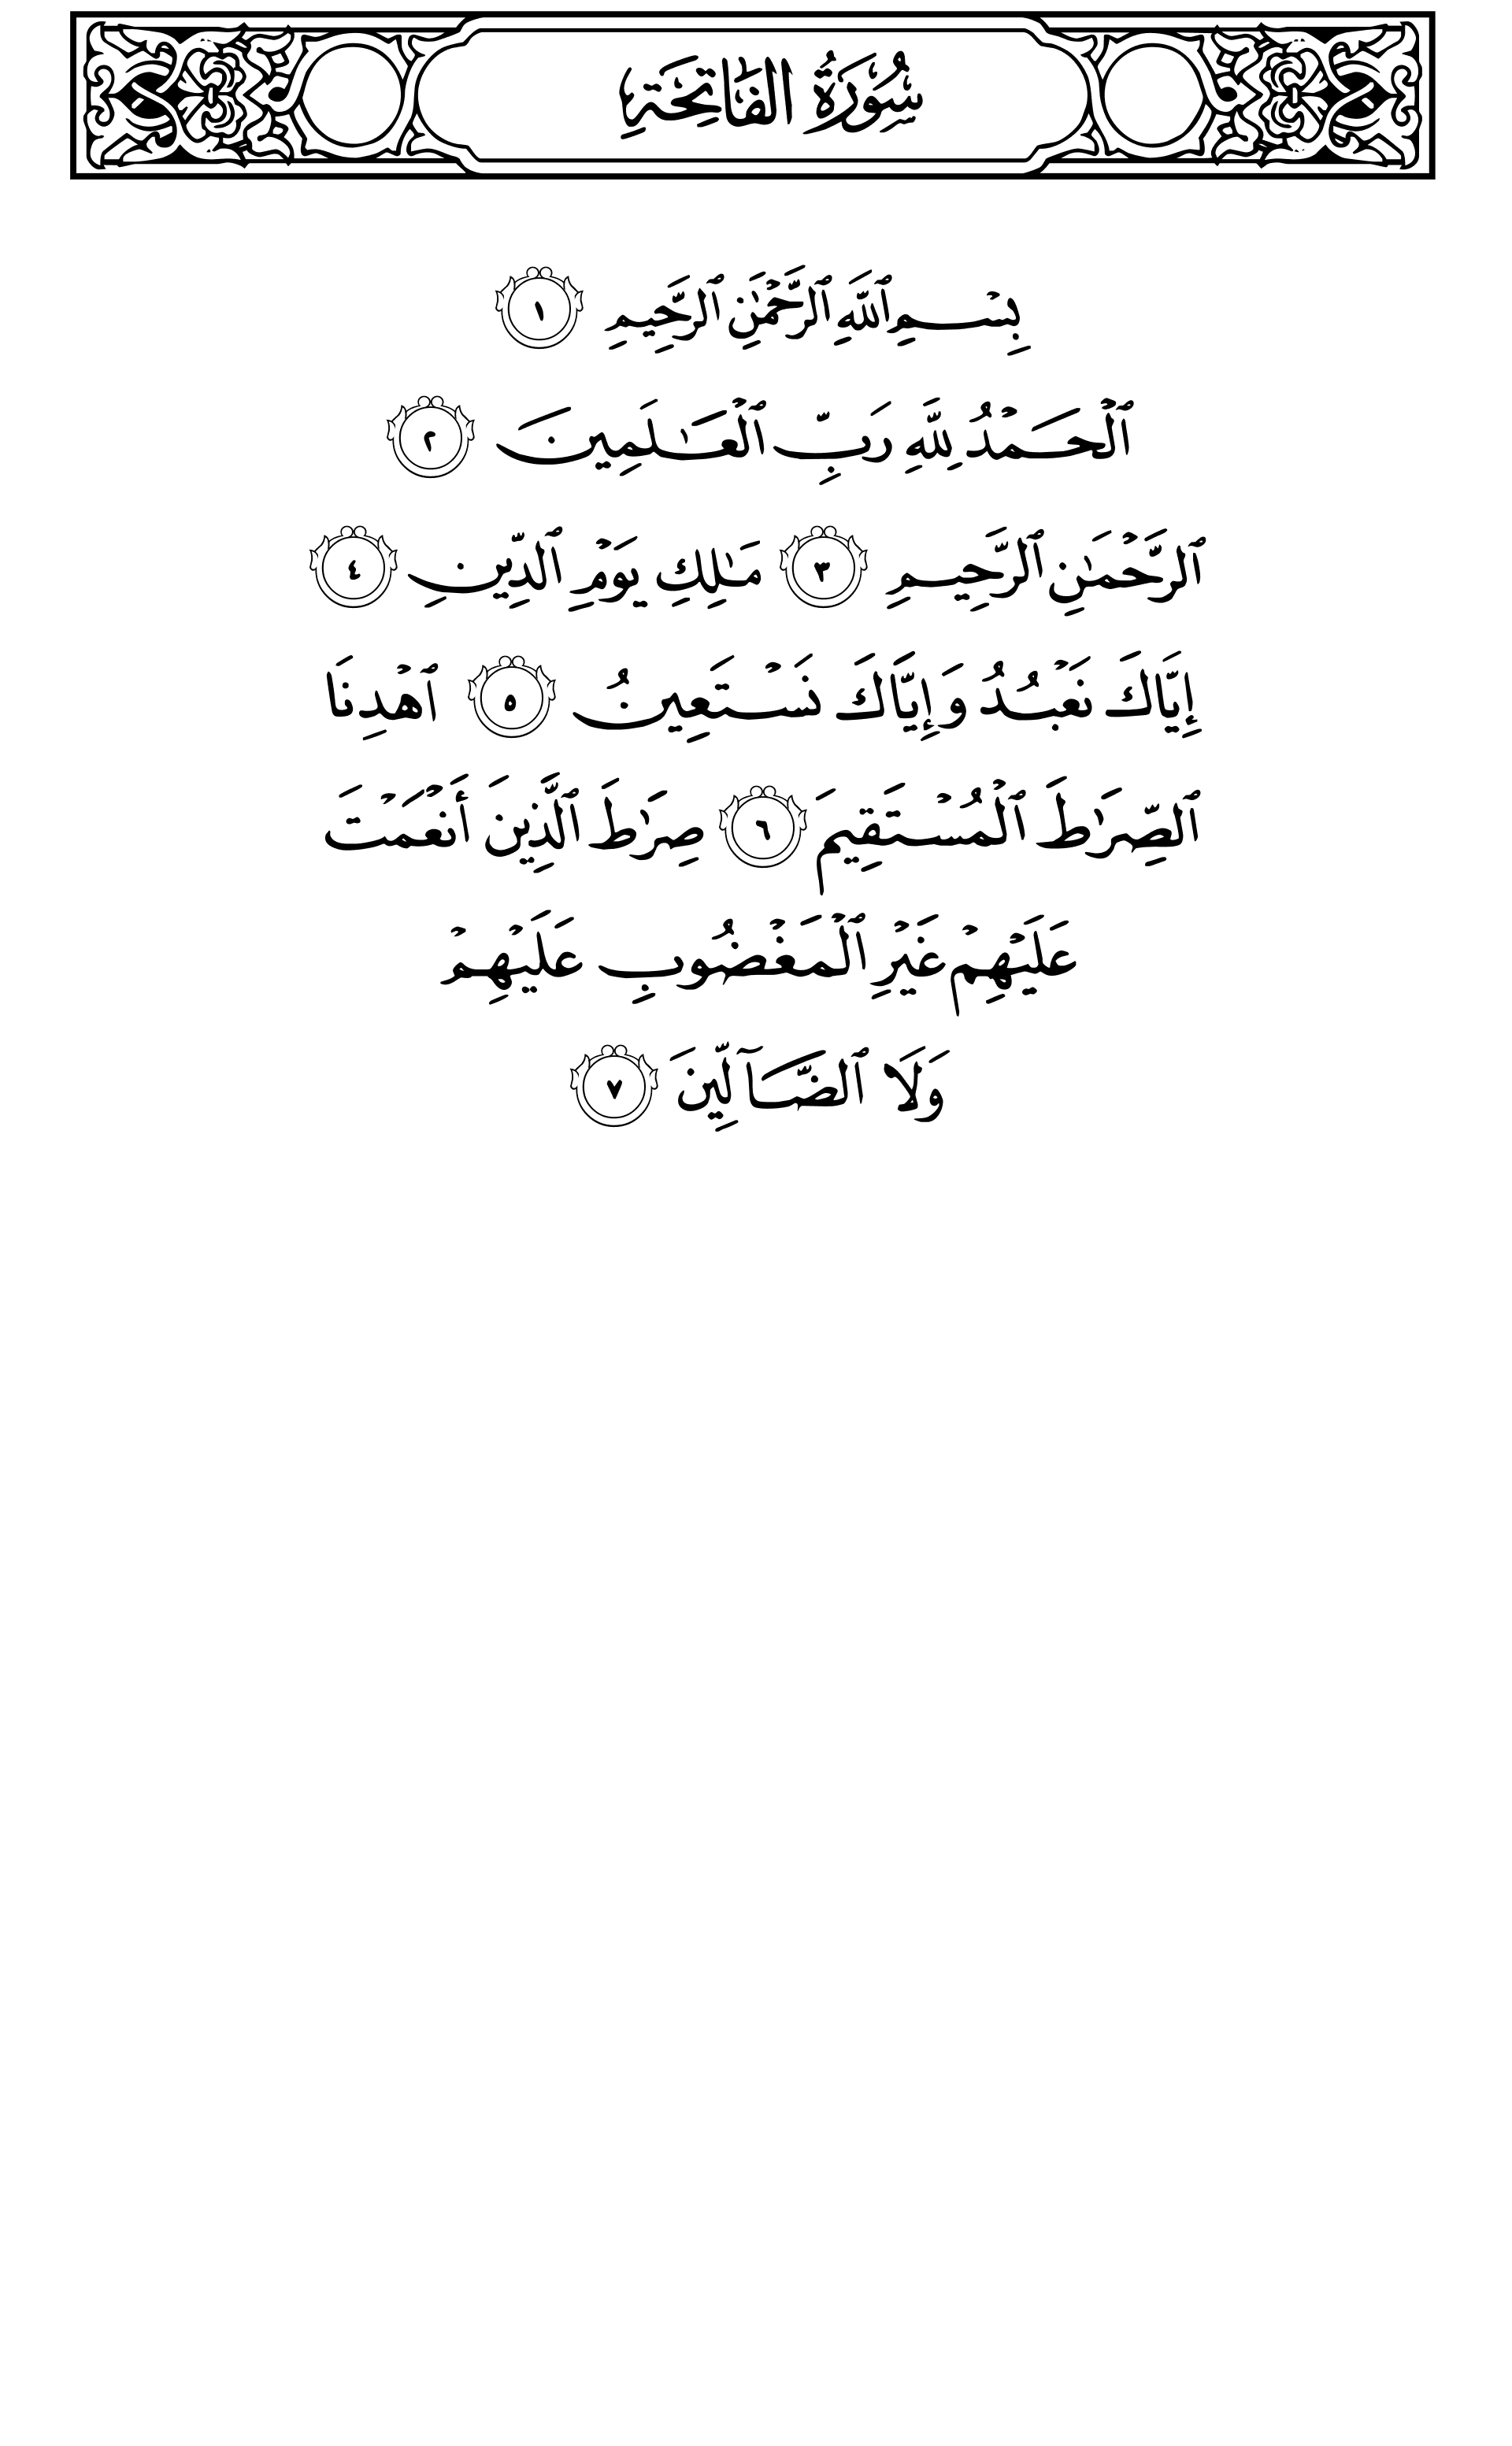 سُورَةُ الفَاتِحَةِ
بِسۡمِ ٱللَّهِ ٱلرَّحۡمَٰنِ ٱلرَّحِيمِ ١
ٱلۡحَمۡدُ لِلَّهِ رَبِّ ٱلۡعَٰلَمِينَ ٢
ٱلرَّحۡمَٰنِ ٱلرَّحِيمِ ٣ مَٰلِكِ يَوۡمِ ٱلدِّينِ ٤
إِيَّاكَ نَعۡبُدُ وَإِيَّاكَ نَسۡتَعِينُ ٥ ٱهۡدِنَا
ٱلصِّرَٰطَ ٱلۡمُسۡتَقِيمَ ٦ صِرَٰطَ ٱلَّذِينَ أَنۡعَمۡتَ
عَلَيۡهِمۡ غَيۡرِ ٱلۡمَغۡضُوبِ عَلَيۡهِمۡ
وَلَا ٱلضَّآلِّينَ ٧